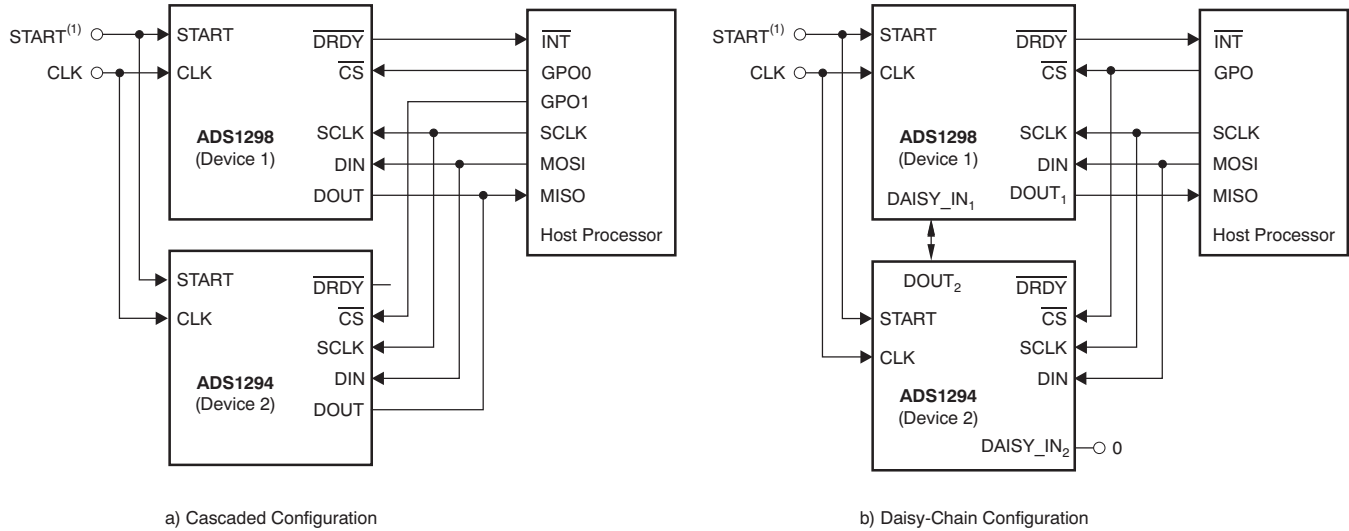 START(1)
CLK
START
CLK
ADS1298
(Device 1)
DRDY
CS
SCLK
DIN
DOUT
INT
GPO0
GPO1
SCLK
MOSI
MISO
Host Processor
START
CLK
ADS1294
(Device 2)
DRDY
CS
SCLK
DIN
DOUT
a) Cascaded Configuration
START(1)
CLK
START
CLK
ADS1298
(Device 1)
DRDY
CS
SCLK
DIN
DOUT1
DAISY_IN1
INT
GPO
SCLK
MOSI
MISO
Host Processor
DOUT2
START
CLK
ADS1294
(Device 2)
DRDY
CS
SCLK
DIN
DAISY_IN2
0
b) Daisy-Chain Configuration